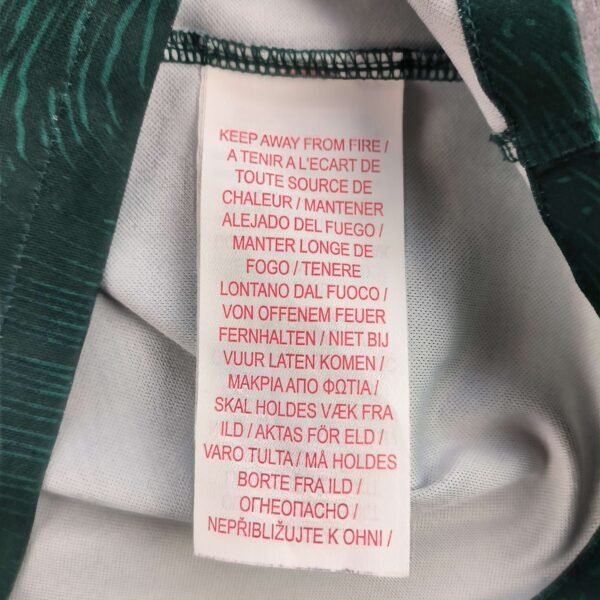 KEEP AWAY FROM FIRE /
A TENIR A L'ECART DE
TOUTE SOURCE DE
CHALEUR / MANTENER
ALEJADO DEL FUEGO /
MANTER LONGE DE
FOGO / TENERE
LONTANO DAL FUOCO /
VON OFFENEM FEUER
FERNHALTEN / NIET BIJ
VUUR LATEN KOMEN /
ΜΑΚΡΙΑ ΑΠΟ ΦΩΤΙΑ /
SKAL HOLDES VÆK FRA
ILD / AKTAS FÖR ELD /
VARO TULTA / MÅ HOLDES
BORTE FRA ILD /
ОГНЕОПАСНО /
NEPŘIBLIŽUJTE K OHNI /